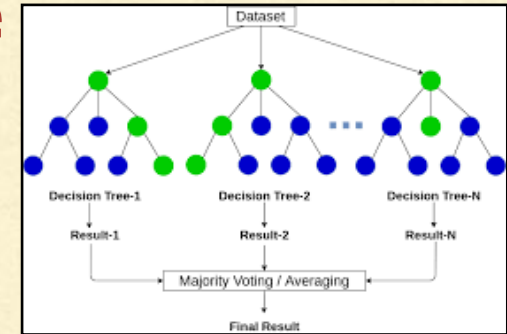 Dataset
Decision Tree-1 Decision Tree-2 Decision Tree-N
Result-1 Result-2 Result-N
Majority Voting / Averaging
Final Result